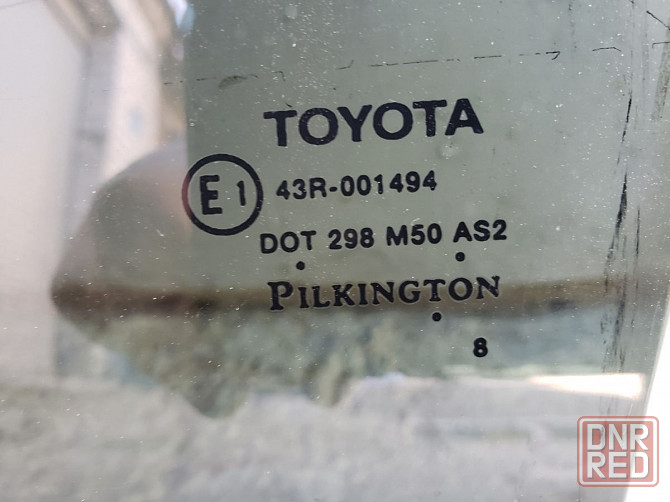 TOYOTA
E1 43R-001494
DOT 298 M50 AS2
PILKINGTON
8
DNR
RED